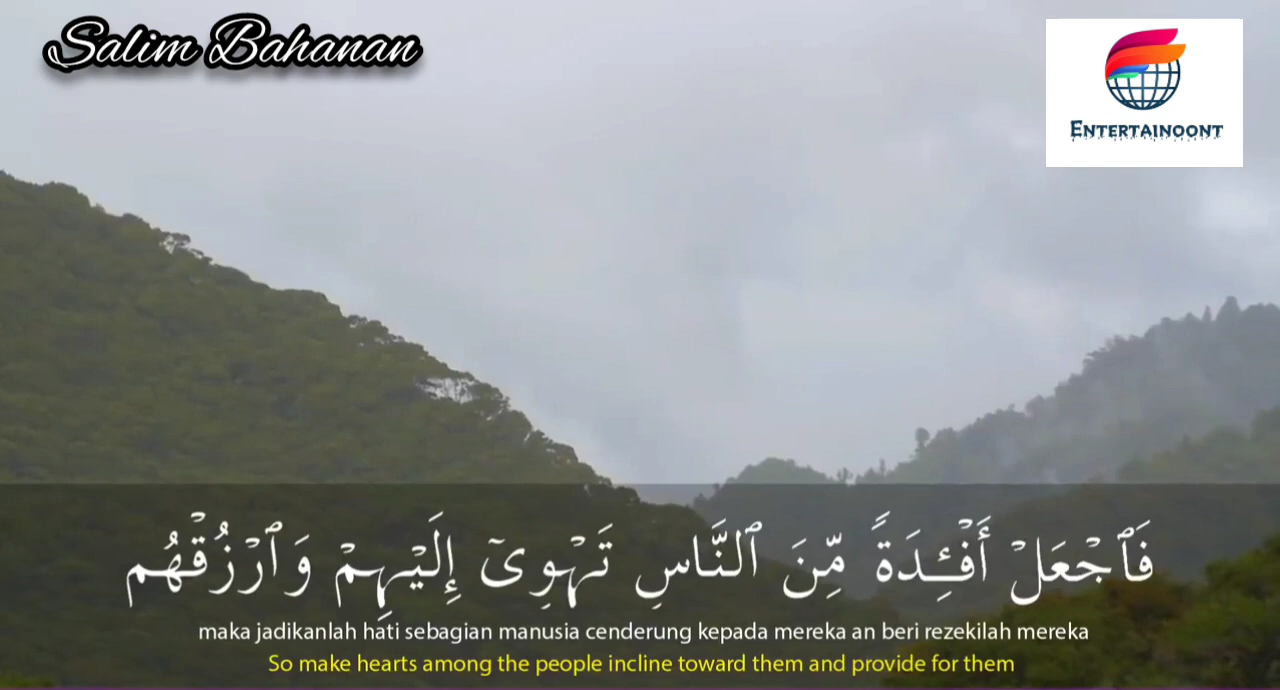 Salim Bahanan
ENTERTAINOONT
فَٱجْعَلْ أَفْـِٔدَةً مِّنَ ٱلنَّاسِ تَهْوِىٓ إِلَيْهِمْ وَٱرْزُقْهُم
maka jadikanlah hati sebagian manusia cenderung kepada mereka an beri rezekilah mereka
So make hearts among the people incline toward them and provide for them